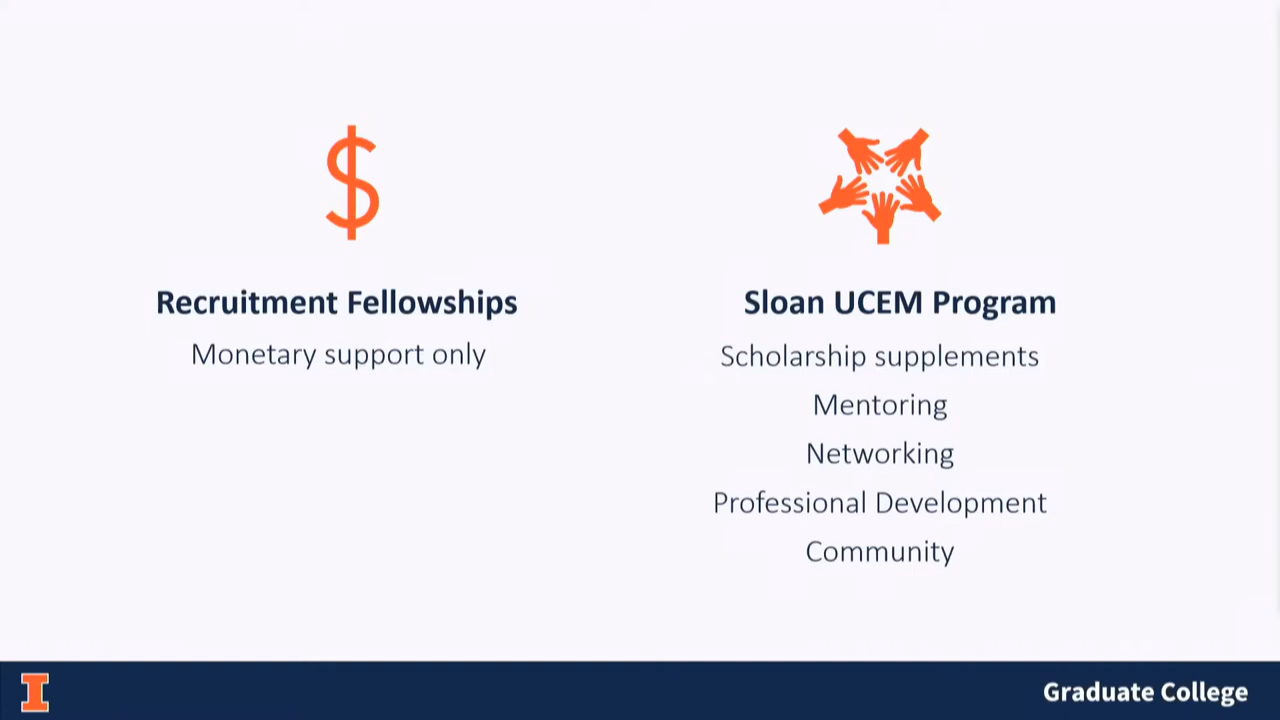 $
Recruitment Fellowships
Monetary support only
Sloan UCEM Program
Scholarship supplements
Mentoring
Networking
Professional Development
Community
I
Graduate College